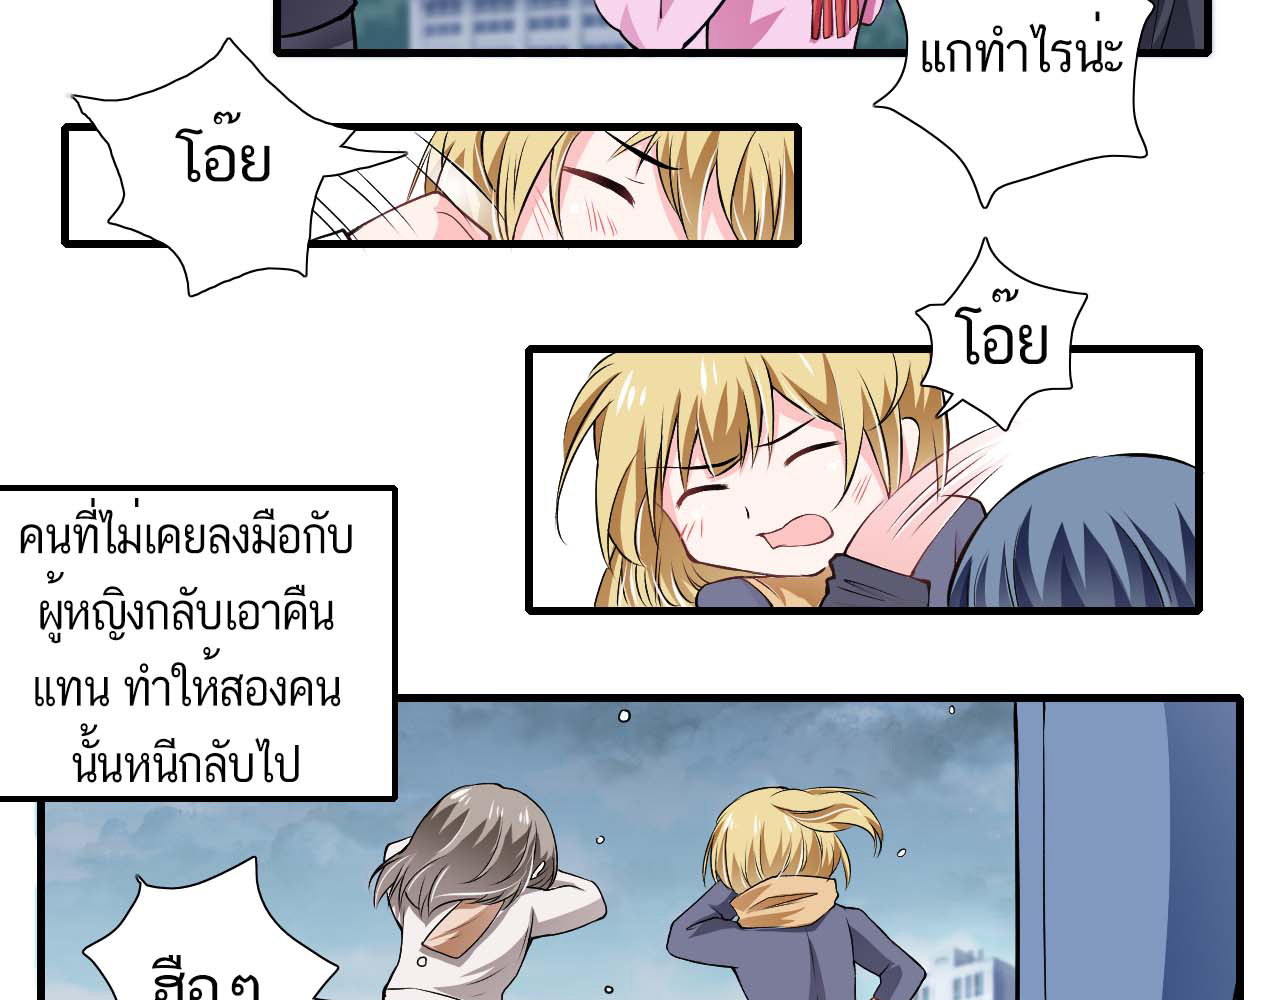 แกทำไรน่ะ
โอ๊ย
โอ๊ย
คนที่ไม่เคยลงมือกับ
ผู้หญิงกลับเอาคืน
แทน ทำให้สองคน
นั้นหนีกลับไป
ฮือ ๆ